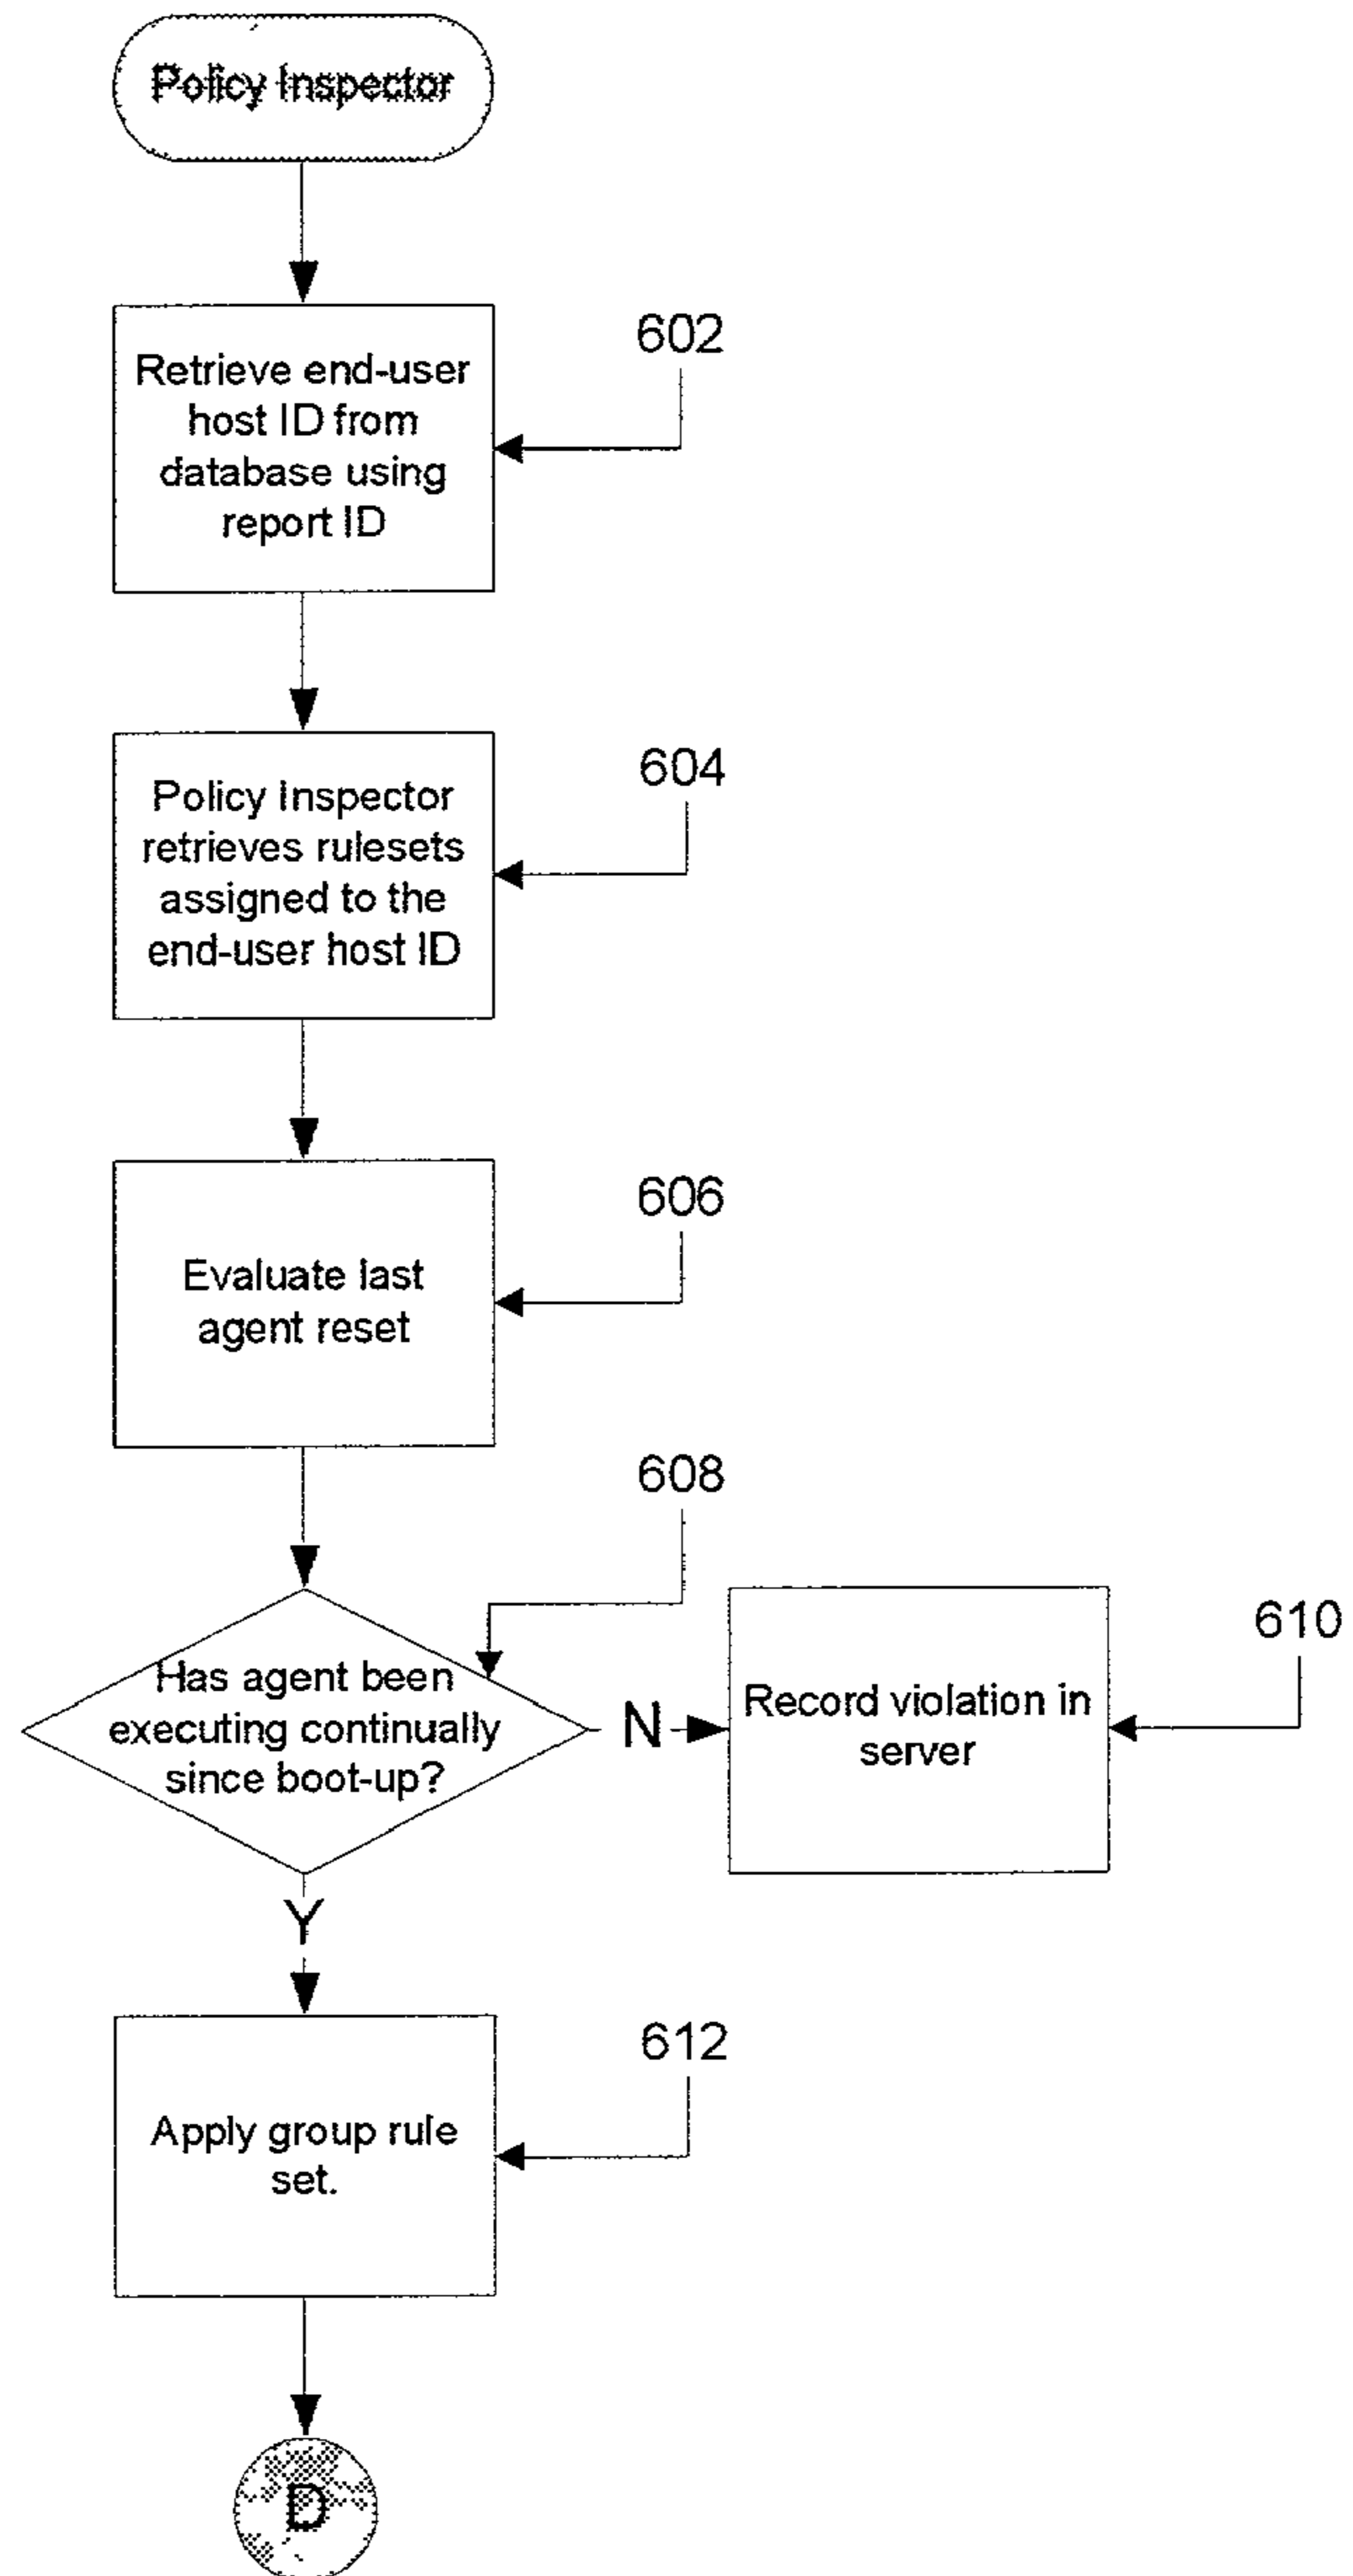 Policy Inspector
602
Retrieve end-user
host ID from
database using
report ID
604
Policy Inspector
retrieves rulesets
assigned to the
end-user host ID
606
Evaluate last
agent reset
608
Has agent been
executing continually
since boot-up?
N
Record violation in
server
610
Y
612
Apply group rule
set.
D